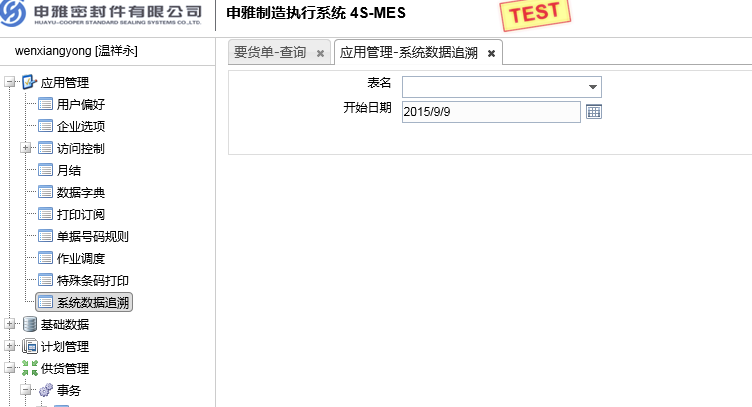 申雅密封件有限公司
HUAYU-COOPER STANDARD SEALING SYSTEMS CO.,LTD.
申雅制造执行系统 4S-MES
TEST
wenxiangyong [温祥永]
要货单-查询
应用管理-系统数据追溯
表名
开始日期
2015/9/9
应用管理
用户偏好
企业选项
访问控制
月结
数据字典
打印订阅
单据号码规则
作业调度
特殊条码打印
系统数据追溯
基础数据
计划管理
供货管理
事务